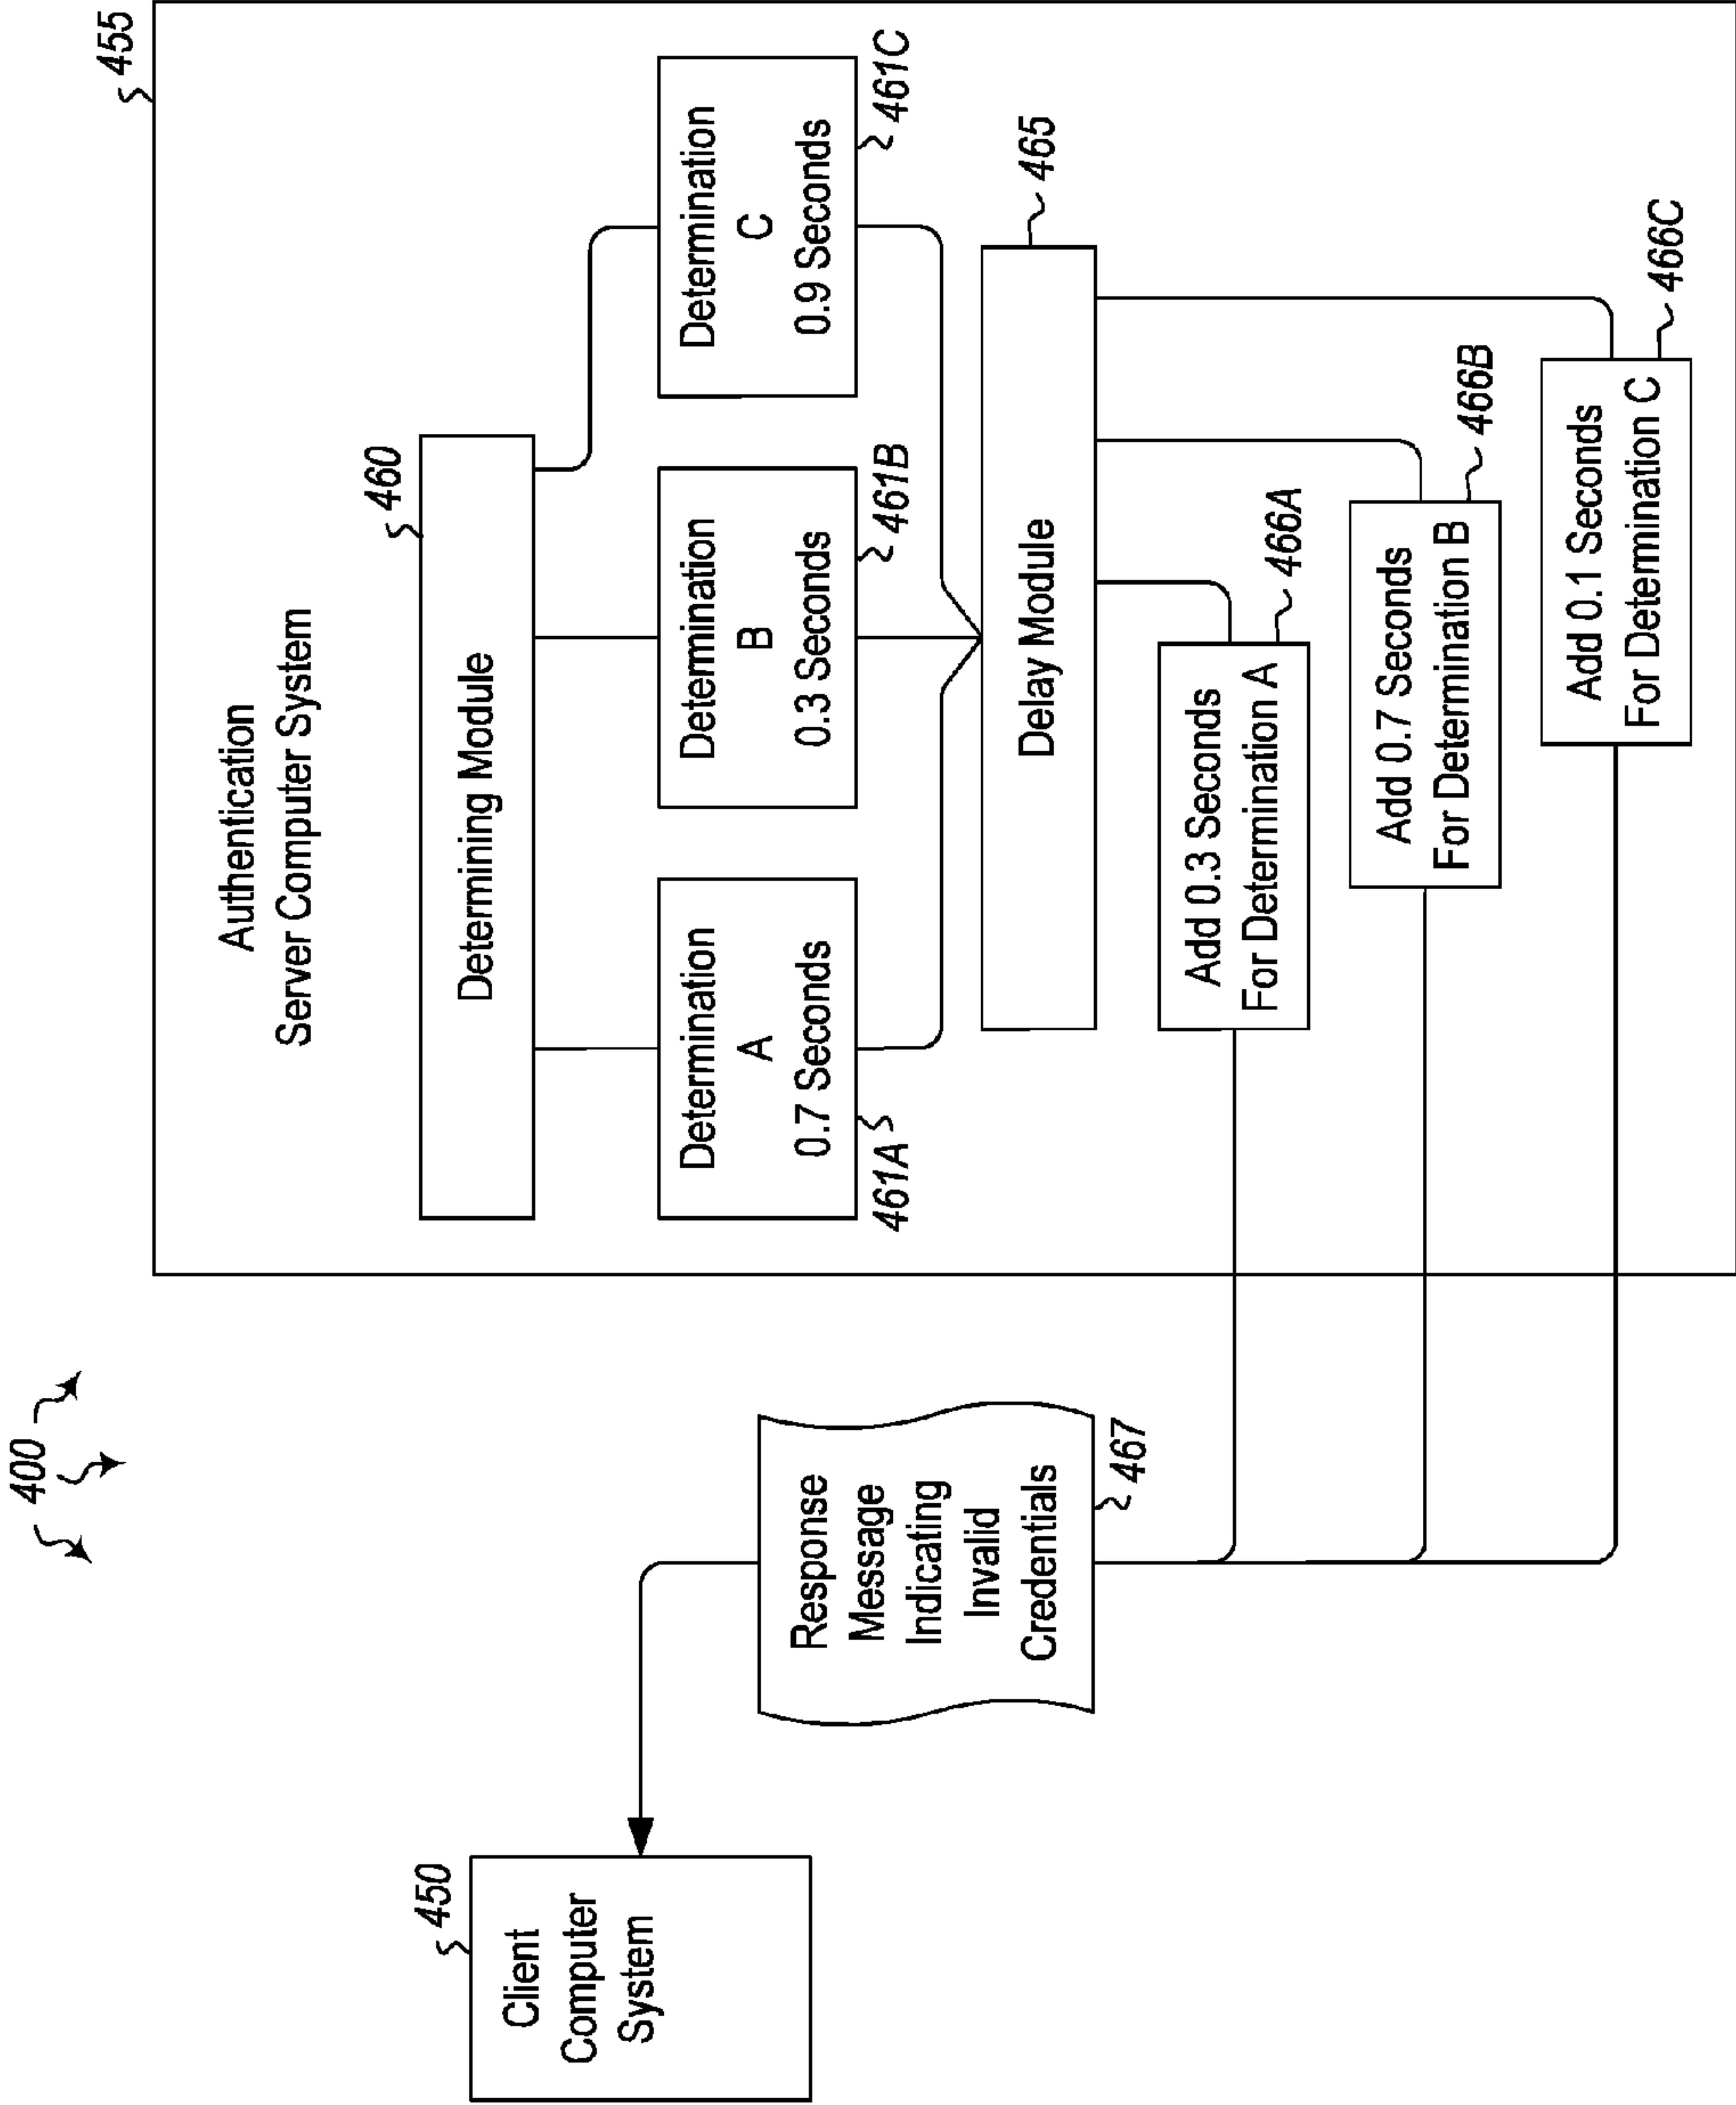 400
455
Authentication
Server Computer System
460
Determining Module
Determination
A
0.7 Seconds
461A
Determination
B
0.3 Seconds
461B
Determination
C
0.9 Seconds
461C
Delay Module
465
Add 0.3 Seconds
For Determination A
466A
Add 0.7 Seconds
For Determination B
466B
Add 0.1 Seconds
For Determination C
466C
450
Client
Computer
System
Response
Message
Indicating
Invalid
Credentials
467